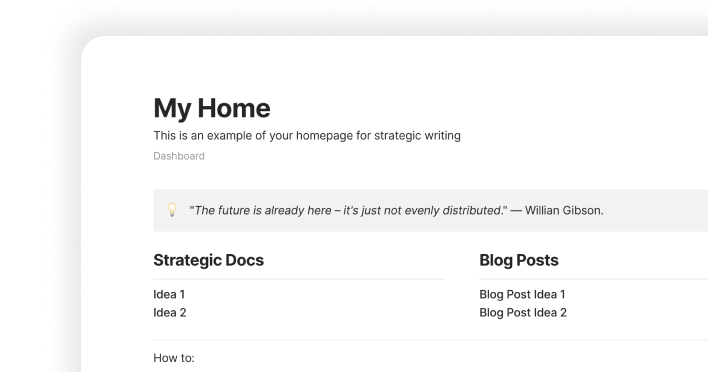 My Home
This is an example of your homepage for strategic writing
Dashboard
"The future is already here – it's just not evenly distributed." — Willian Gibson.
Strategic Docs
Idea 1
Idea 2
Blog Posts
Blog Post Idea 1
Blog Post Idea 2
How to: